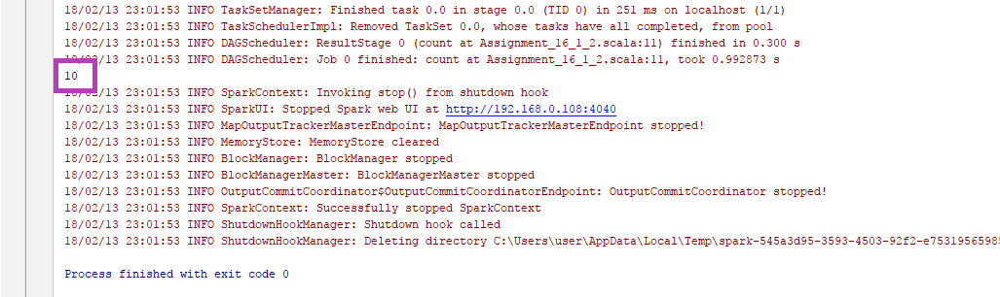 18/02/13 23:01:53 INFO TaskSetManager: Finished task 0.0 in stage 0.0 (TID 0) in 251 ms on localhost (1/1)
18/02/13 23:01:53 INFO TaskSchedulerImpl: Removed TaskSet 0.0, whose tasks have all completed, from pool
18/02/13 23:01:53 INFO DAGScheduler: ResultStage 0 (count at Assignment_16_1_2.scala:11) finished in 0.300 s
18/02/13 23:01:53 INFO DAGScheduler: Job 0 finished: count at Assignment_16_1_2.scala:11, took 0.992873 s
10
18/02/13 23:01:53 INFO SparkContext: Invoking stop() from shutdown hook
18/02/13 23:01:53 INFO SparkUI: Stopped Spark web UI at http://192.168.0.108:4040
18/02/13 23:01:53 INFO MapOutputTrackerMasterEndpoint: MapOutputTrackerMasterEndpoint stopped!
18/02/13 23:01:53 INFO MemoryStore: MemoryStore cleared
18/02/13 23:01:53 INFO BlockManager: BlockManager stopped
18/02/13 23:01:53 INFO BlockManagerMaster: BlockManagerMaster stopped
18/02/13 23:01:53 INFO OutputCommitCoordinator$OutputCommitCoordinatorEndpoint: OutputCommitCoordinator stopped!
18/02/13 23:01:53 INFO SparkContext: Successfully stopped SparkContext
18/02/13 23:01:53 INFO ShutdownHookManager: Shutdown hook called
18/02/13 23:01:53 INFO ShutdownHookManager: Deleting directory C:\Users\user\AppData\Local\Temp\spark-545a3d95-3593-4503-92f2-e75319565985
Process finished with exit code 0